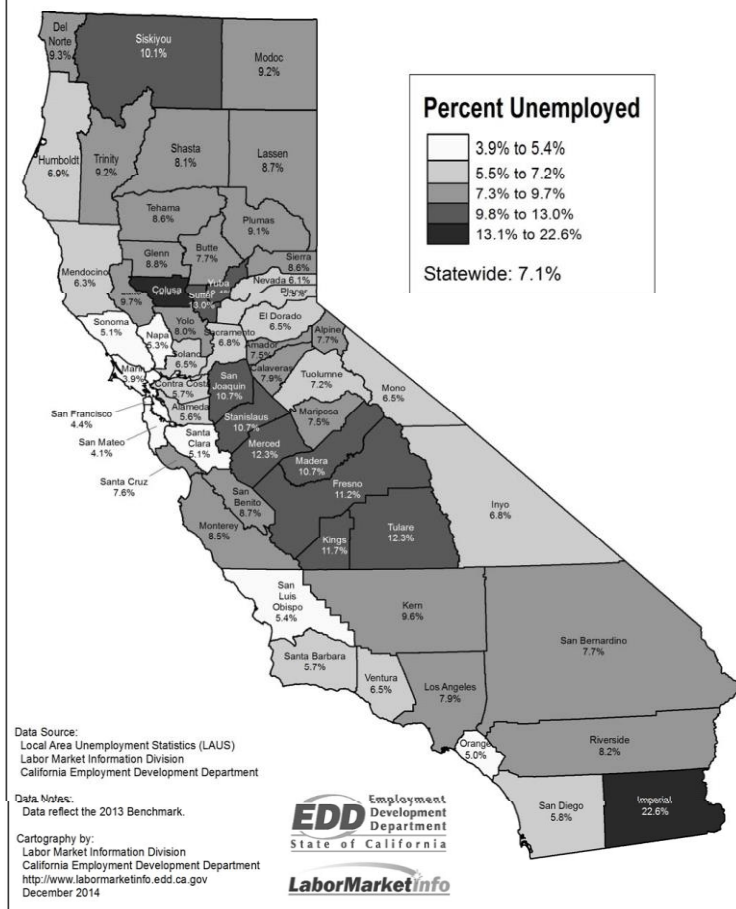 Del
Norte
9.3%
Siskiyou
10.1%
Modoc
9.2%
Percent Unemployed
3.9% to 5.4%
5.5% to 7.2%
7.3% to 9.7%
9.8% to 13.0%
13.1% to 22.6%
Statewide: 7.1%
Humboldt
6.9%
Trinity
9.2%
Shasta
8.1%
Lassen
8.7%
Tehama
8.6%
Plumas
9.1%
Glenn
8.8%
Butte
7.7%
Sierra
8.6%
Mendocino
6.3%
9.7%
Colusa
Yuba
Sutter
13.0%
Nevada 6.1%
Placer
El Dorado
6.5%
Sonoma
5.1%
Napa
5.3%
Yolo
8.0%
Sacramento
6.8%
Alpine
7.7%
Amador
7.5%
Solano
6.5%
Marin
3.9%
Contra Costa
5.7%
San
Joaquin
10.7%
Calaveras
7.9%
Tuolumne
7.2%
Mono
6.5%
San Francisco
4.4%
Alameda
5.6%
Stanislaus
10.7%
Mariposa
7.5%
San Mateo
4.1%
Santa
Clara
5.1%
Merced
12.3%
Madera
10.7%
Santa Cruz
7.6%
San
Benito
8.7%
Fresno
11.2%
Inyo
6.8%
Monterey
8.5%
Kings
11.7%
Tulare
12.3%
San
Luis
Obispo
5.4%
Kern
9.6%
San Bernardino
7.7%
Santa Barbara
5.7%
Ventura
6.5%
Los Angeles
7.9%
Orange
5.0%
Riverside
8.2%
San Diego
5.8%
Imperial
22.6%
Data Source:
Local Area Unemployment Statistics (LAUS)
Labor Market Information Division
California Employment Development Department
Data Notes:
Data reflect the 2013 Benchmark.
Cartography by:
Labor Market Information Division
California Employment Development Department
http://www.labormarketinfo.edd.ca.gov
December 2014
EDD Employment
Development
Department
State of California
LaborMarketInfo